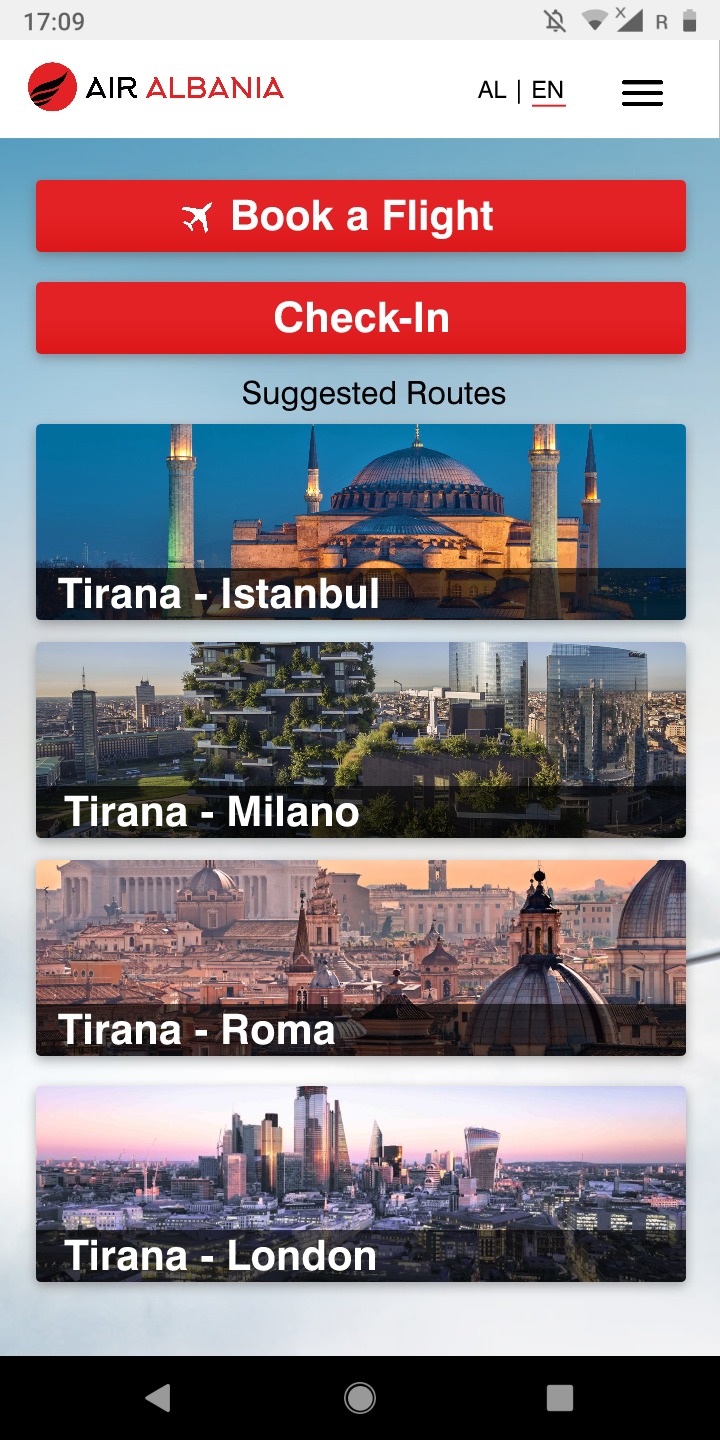 17:09 R
AIR ALBANIA AL | EN
Book a Flight
Check-In
Suggested Routes
Tirana - Istanbul
Tirana - Milano
Tirana - Roma
Tirana - London